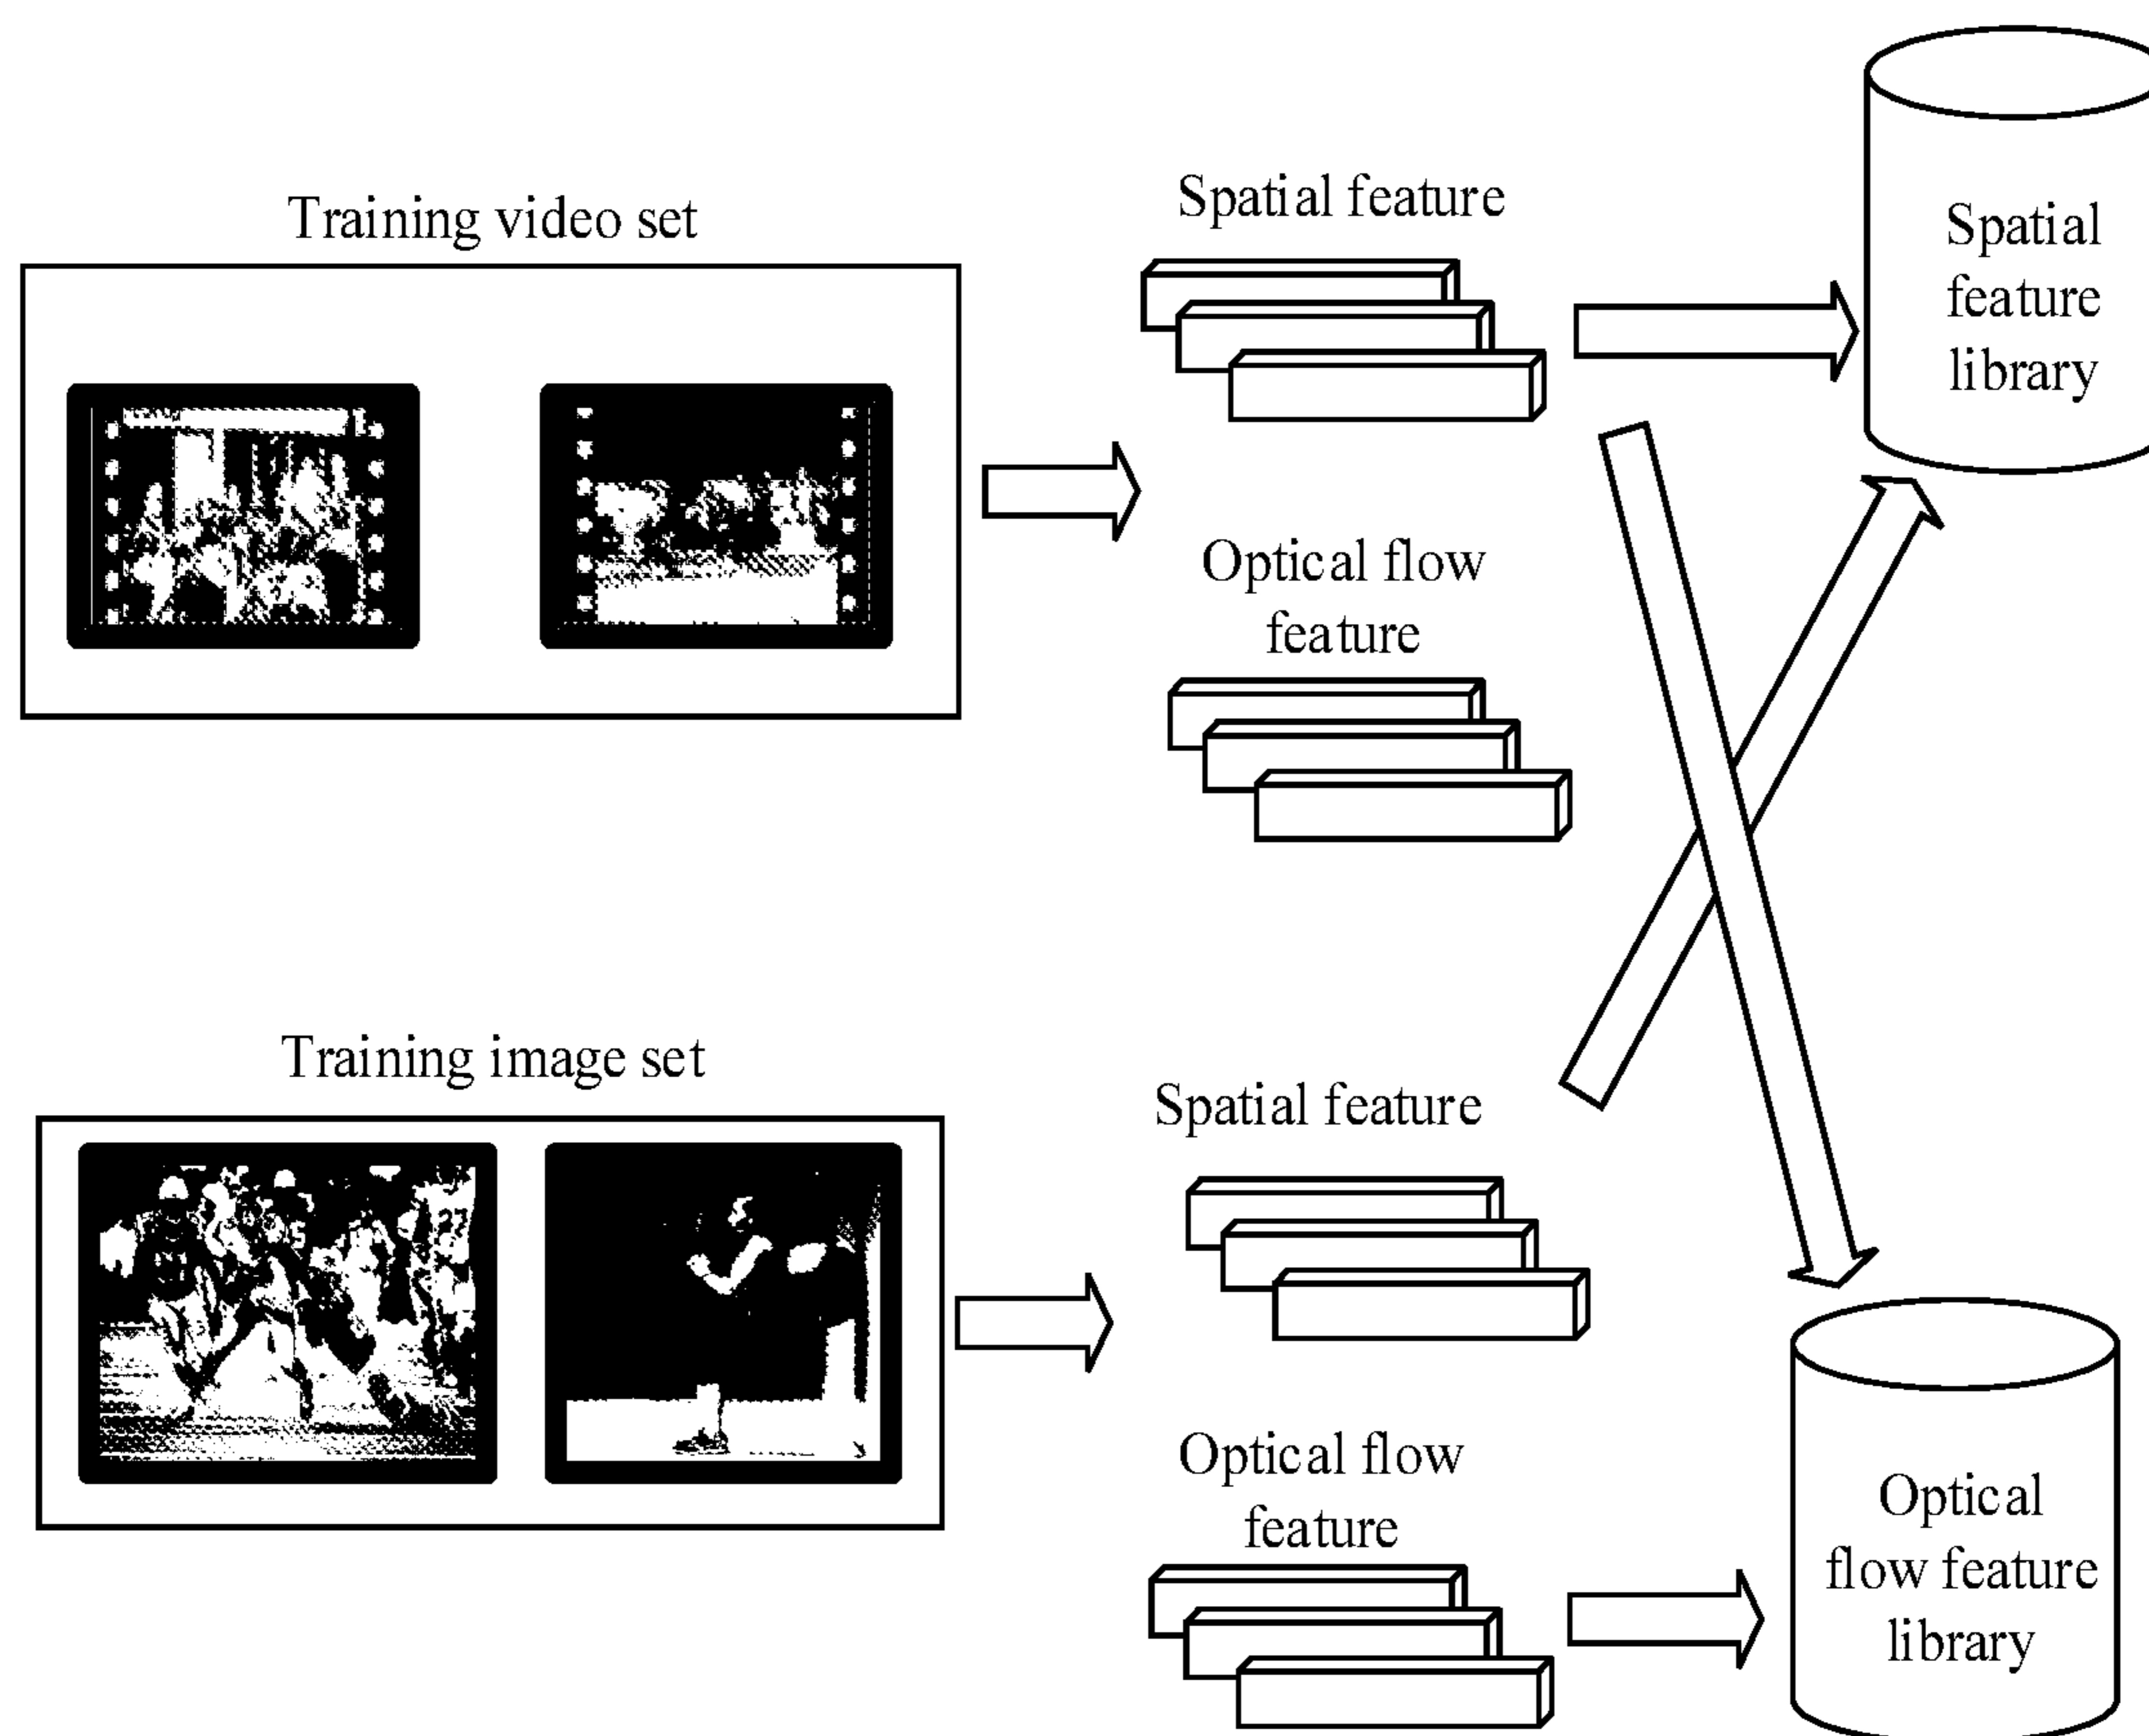 Training video set
Spatial feature
Optical flow
feature
Spatial
feature
library
Training image set
27
Spatial feature
Optical flow
feature
Optical
flow feature
library